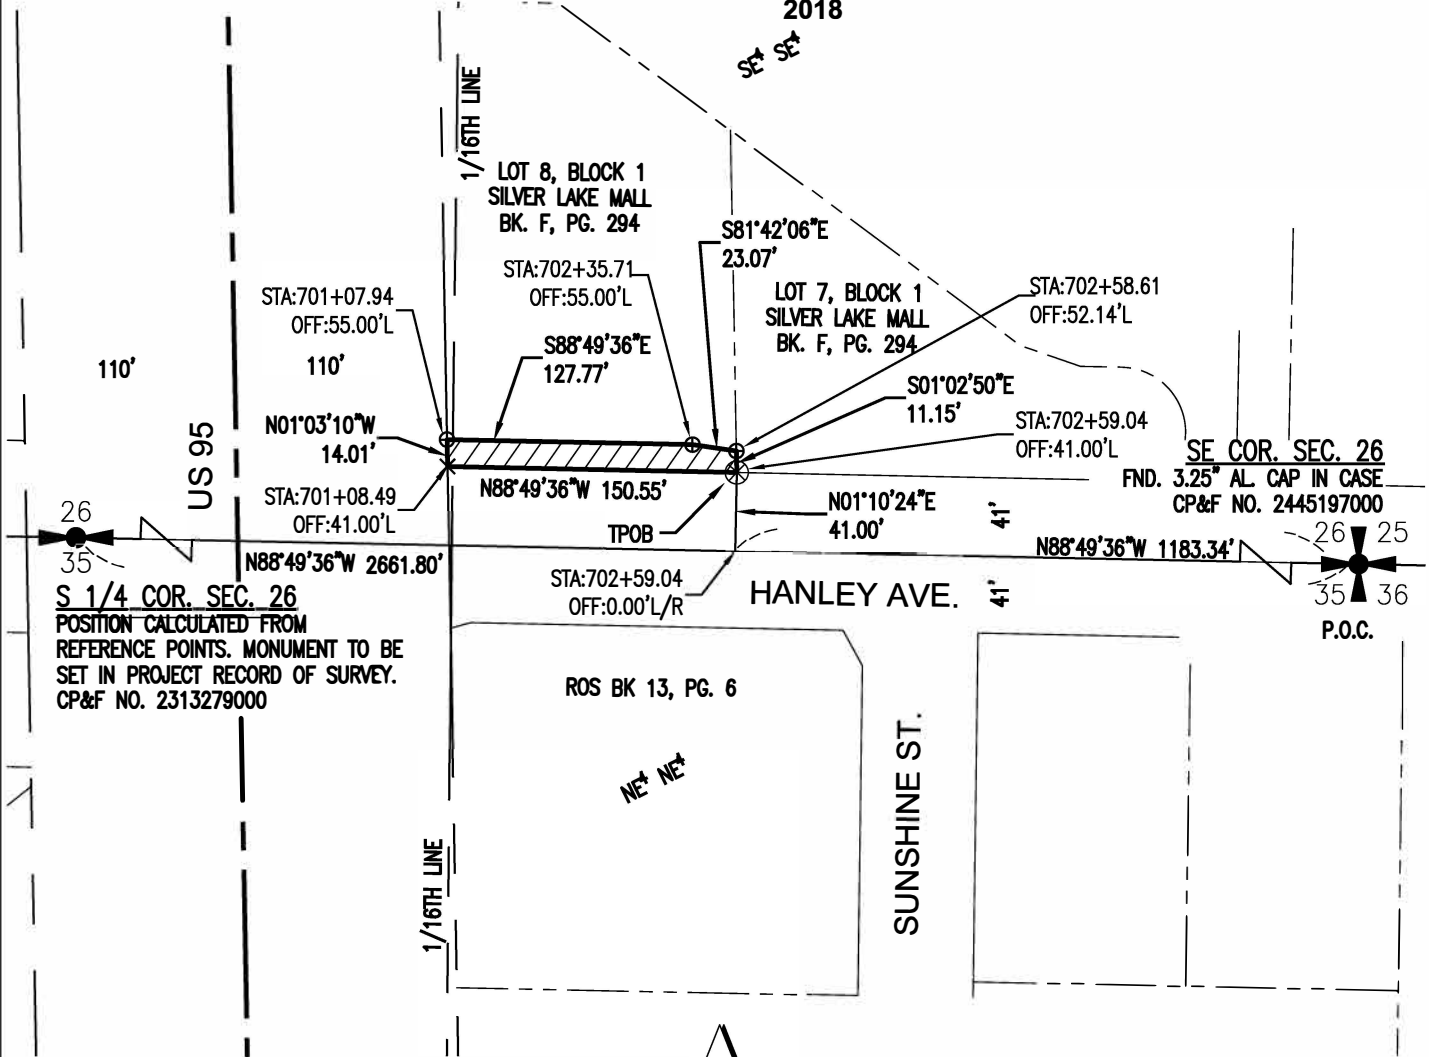 2018
SE4 SE4
1/16TH LINE
LOT 8, BLOCK 1
SILVER LAKE MALL
BK. F, PG. 294
S81°42'06"E
23.07'
STA:702+35.71
OFF:55.00'L
LOT 7, BLOCK 1
SILVER LAKE MALL
BK. F, PG. 294
STA:702+58.61
OFF:52.14'L
STA:701+07.94
OFF:55.00'L
110'
110'
S88°49'36"E
127.77'
S01°02'50"E
11.15'
N01°03'10"W
14.01'
STA:702+59.04
OFF:41.00'L
US 95
SE COR. SEC. 26
FND. 3.25" AL. CAP IN CASE
CP&F NO. 2445197000
STA:701+08.49
OFF:41.00'L
N88°49'36"W 150.55'
TPOB
N01°10'24"E
41.00'
41'
26
35
N88°49'36"W 2661.80'
N88°49'36"W 1183.34'
26 25
35 36
P.O.C.
STA:702+59.04
OFF:0.00'L/R
HANLEY AVE.
41'
S 1/4 COR. SEC. 26
POSITION CALCULATED FROM
REFERENCE POINTS. MONUMENT TO BE
SET IN PROJECT RECORD OF SURVEY.
CP&F NO. 2313279000
ROS BK 13, PG. 6
NE4 NE4
SUNSHINE ST.
1/16TH LINE